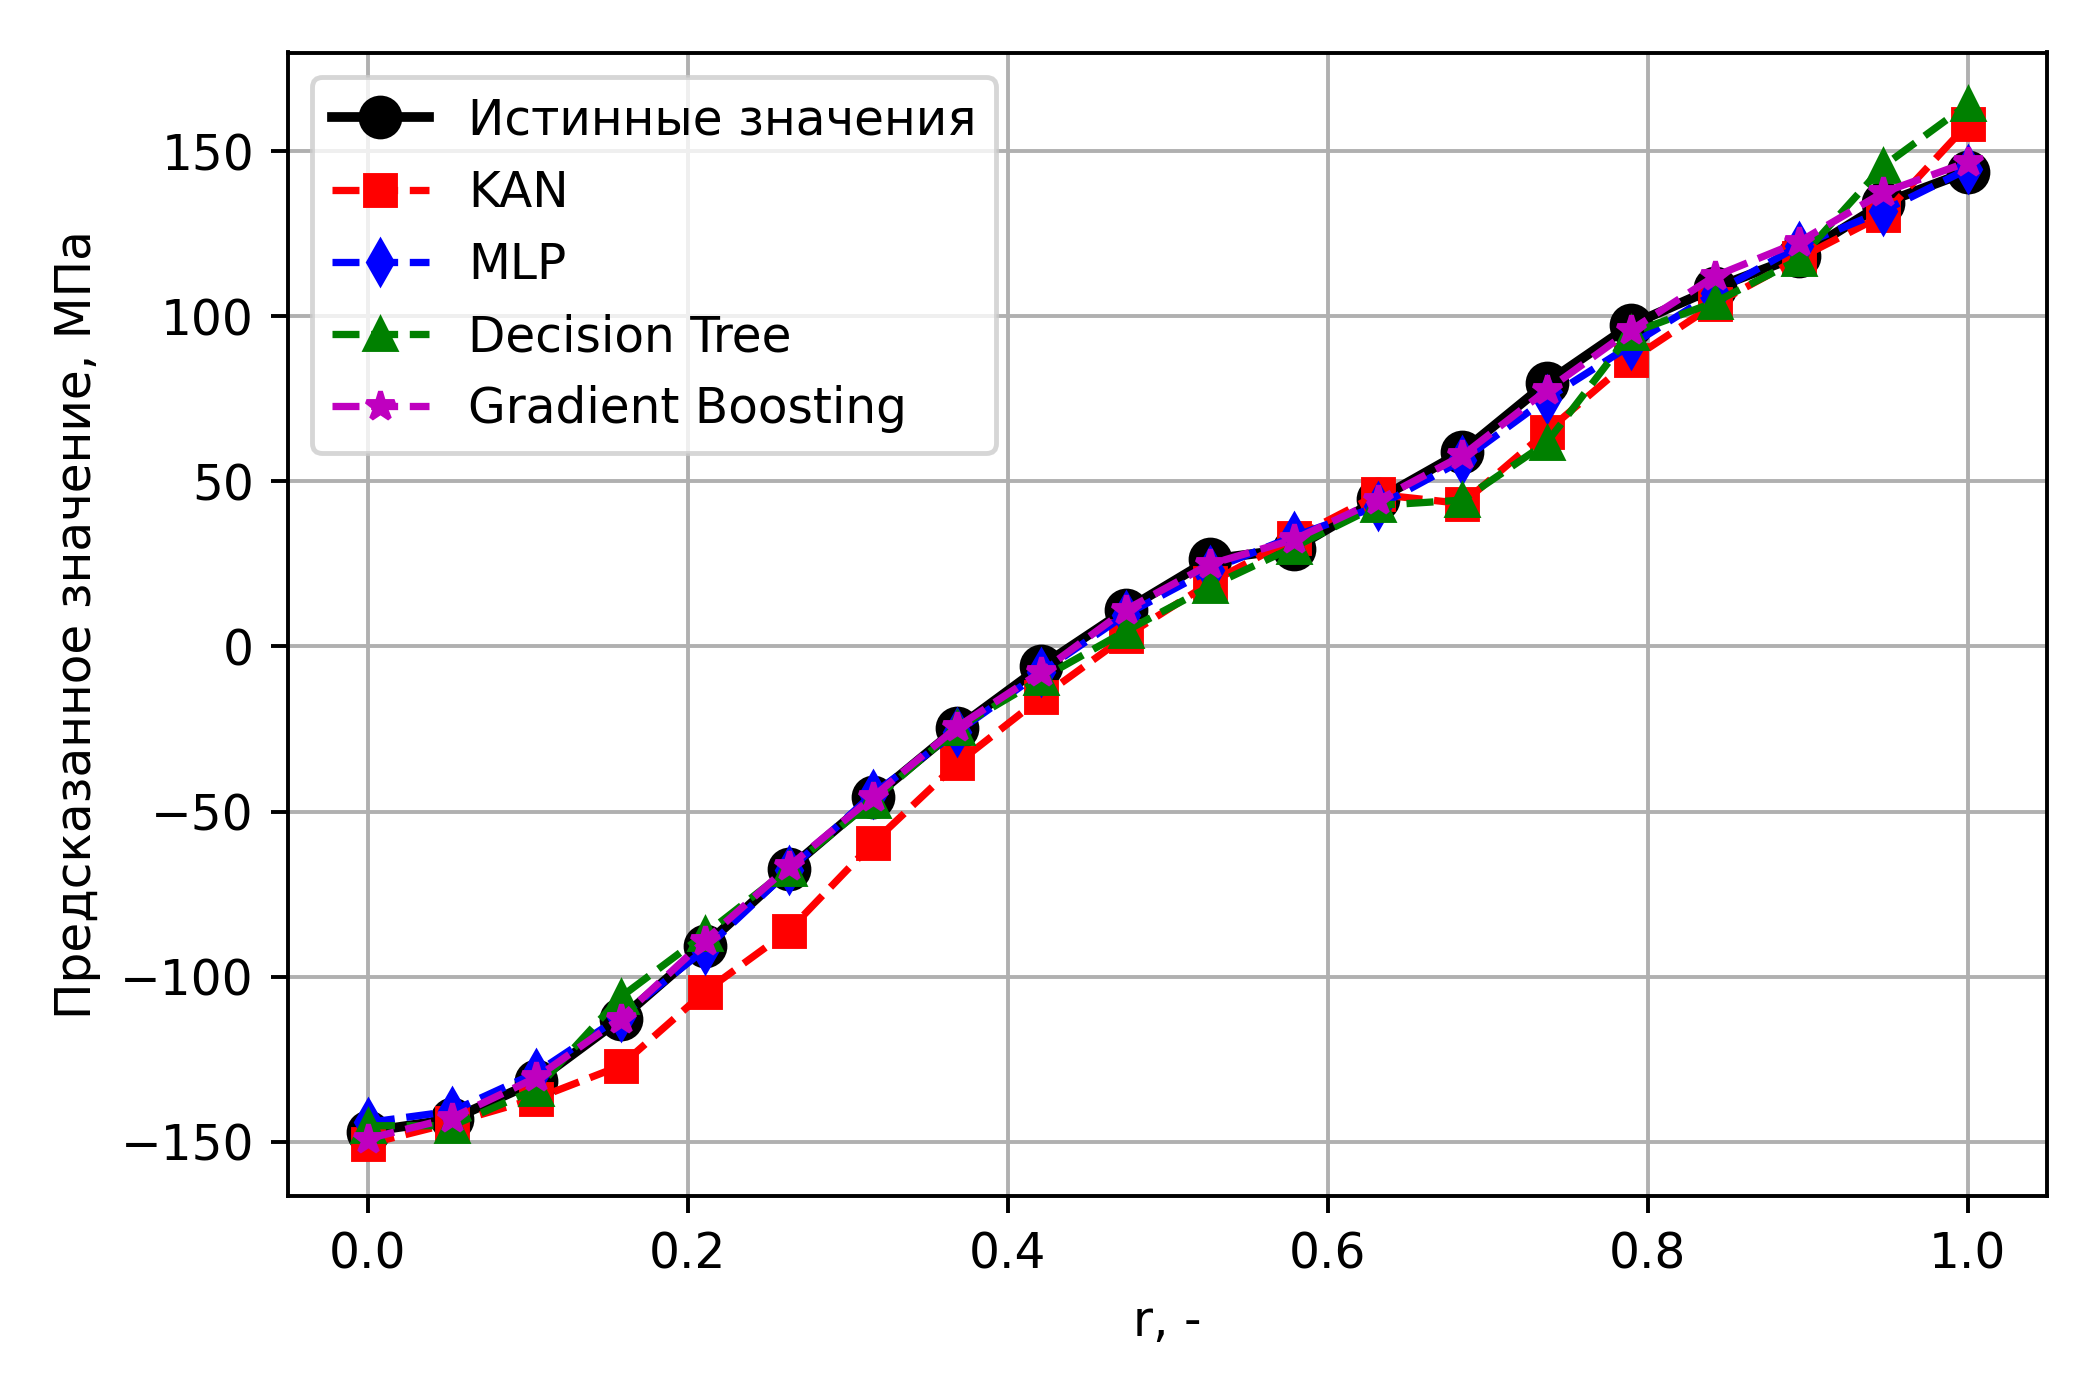 Истинные значения
KAN
MLP
Decision Tree
Gradient Boosting
Предсказанное значение, МПа
150
100
50
0
−50
−100
−150
0.0 0.2 0.4 0.6 0.8 1.0
r, -